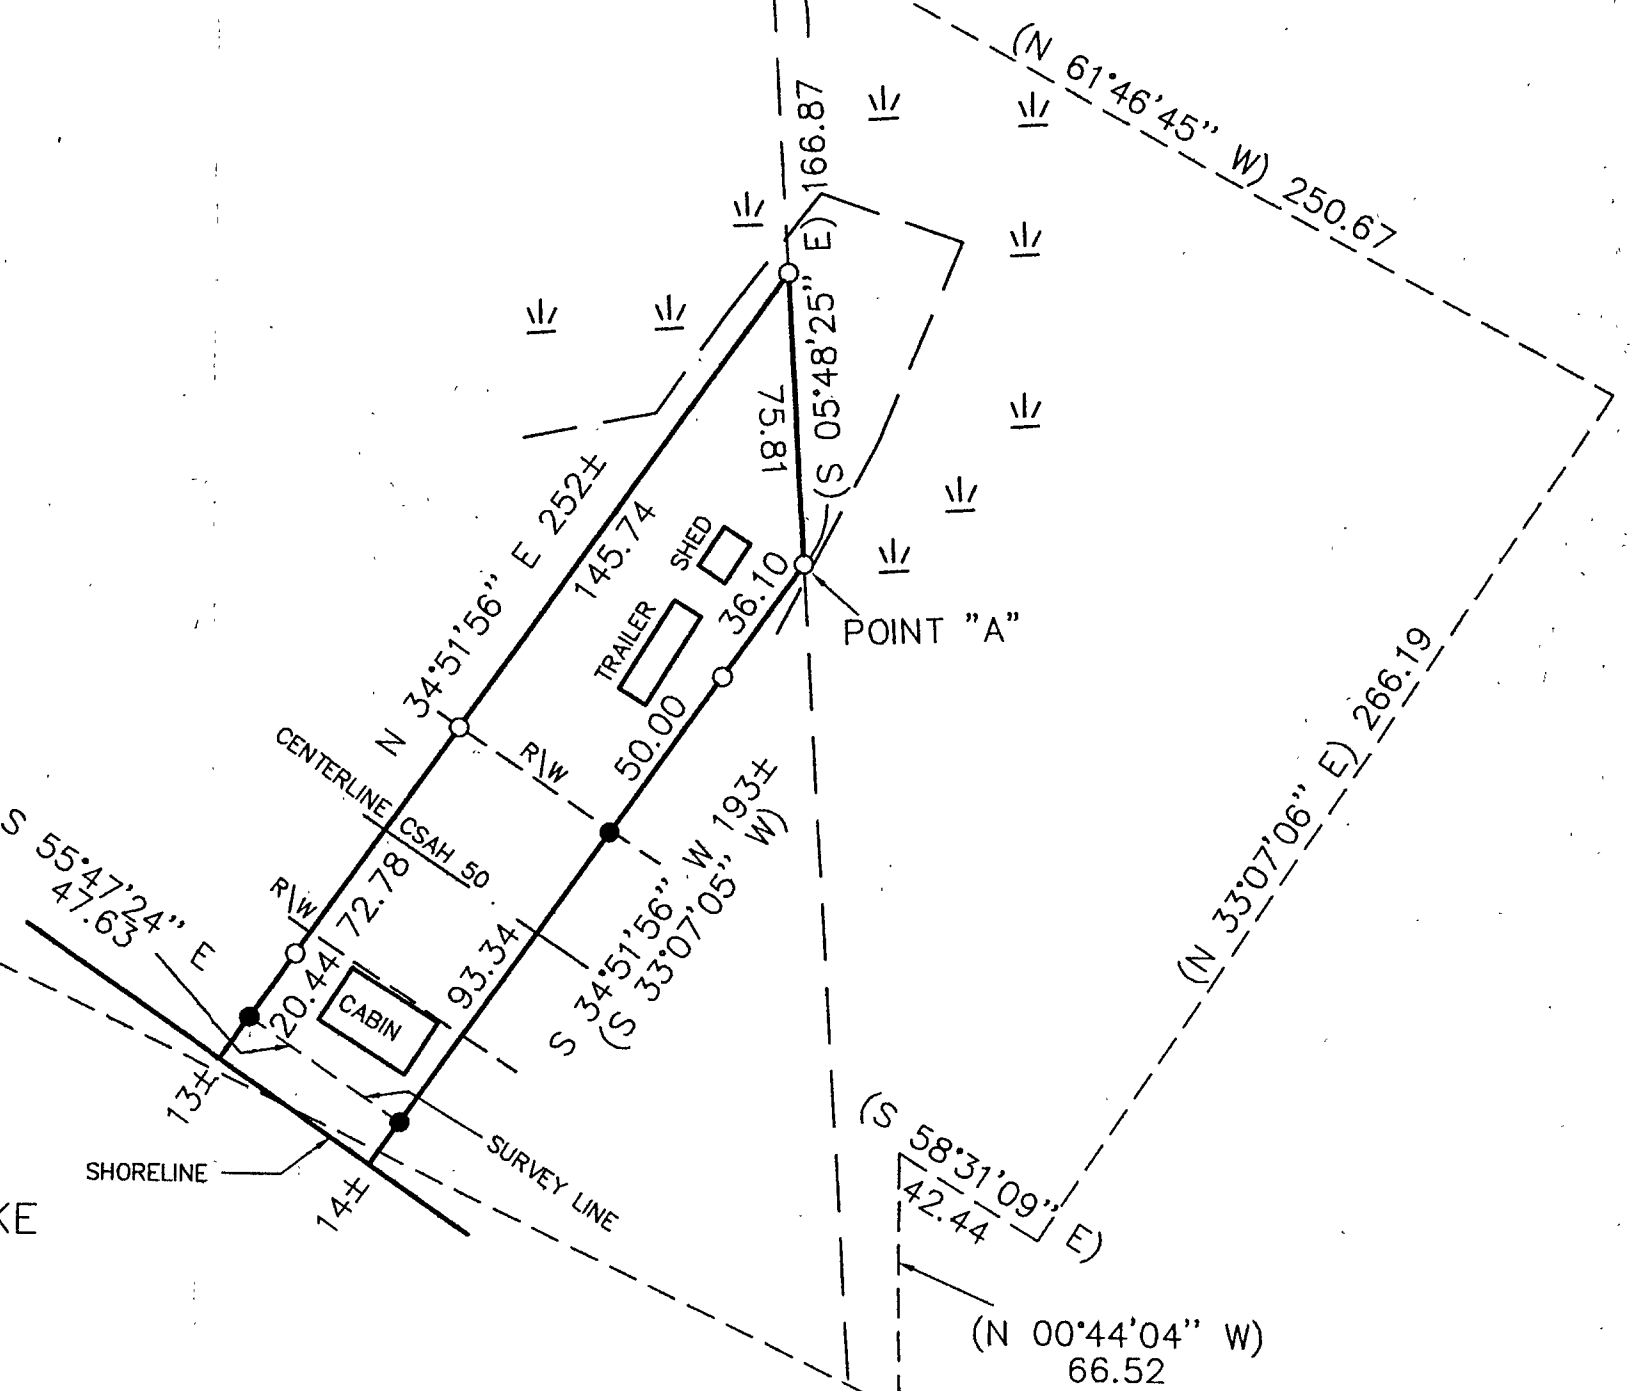 (N 61°46'45" W) 250.67
166.87
(S 05°48'25" E)
75.81
N 34°51'56" E 252±
145.74
SHED
36.10
TRAILER
POINT "A"
50.00
R\W
CENTERLINE CSAH 50
S 34°51'56" W 193±
(S 33°07'05" W)
(N 33°07'06" E) 266.19
S 55°47'24" E
47.63
R\W
72.78
20.44
93.34
CABIN
13±
SHORELINE
14±
SURVEY LINE
KE
(S 58°31'09" E)
42.44
(N 00°44'04" W)
66.52